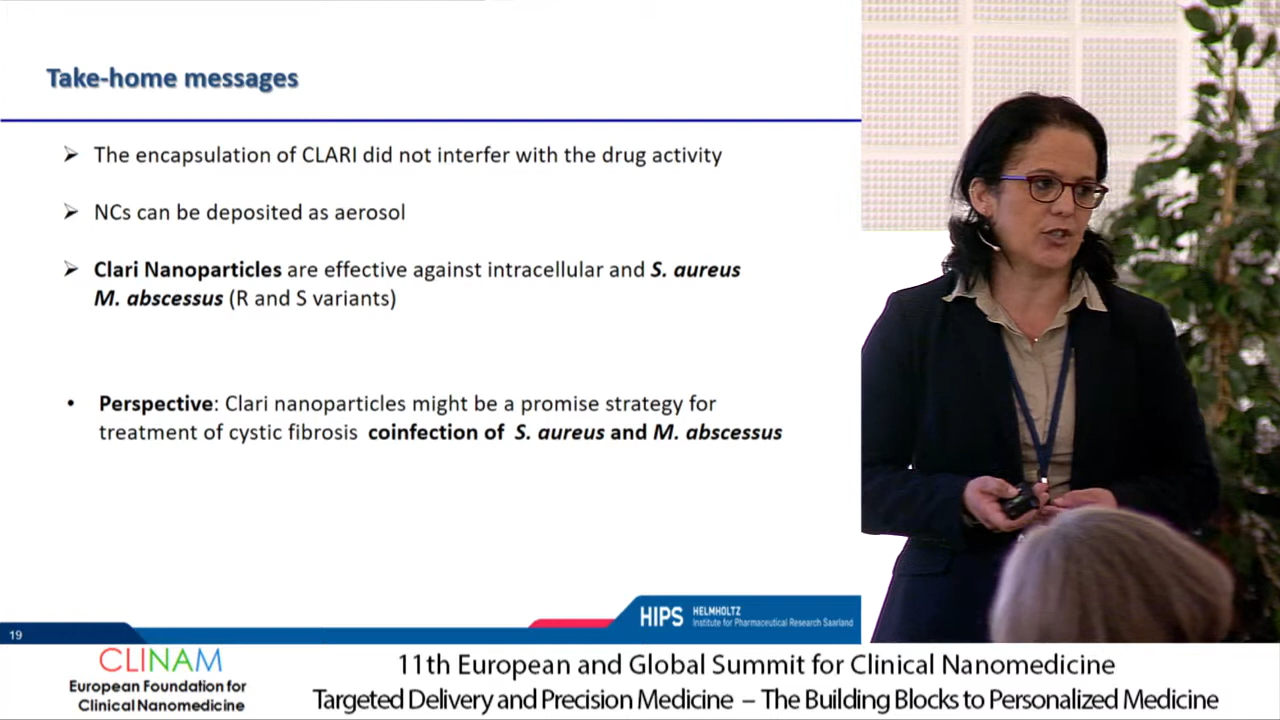 Take-home messages
The encapsulation of CLARI did not interfer with the drug activity
NCs can be deposited as aerosol
Clari Nanoparticles are effective against intracellular and S. aureus
M. abscessus (R and S variants)
Perspective: Clari nanoparticles might be a promise strategy for
treatment of cystic fibrosis coinfection of S. aureus and M. abscessus
19
HIPS HELMHOLTZ
Institute for Pharmaceutical Research Saarland
CLINAM
European Foundation for
Clinical Nanomedicine
11th European and Global Summit for Clinical Nanomedicine
Targeted Delivery and Precision Medicine – The Building Blocks to Personalized Medicine